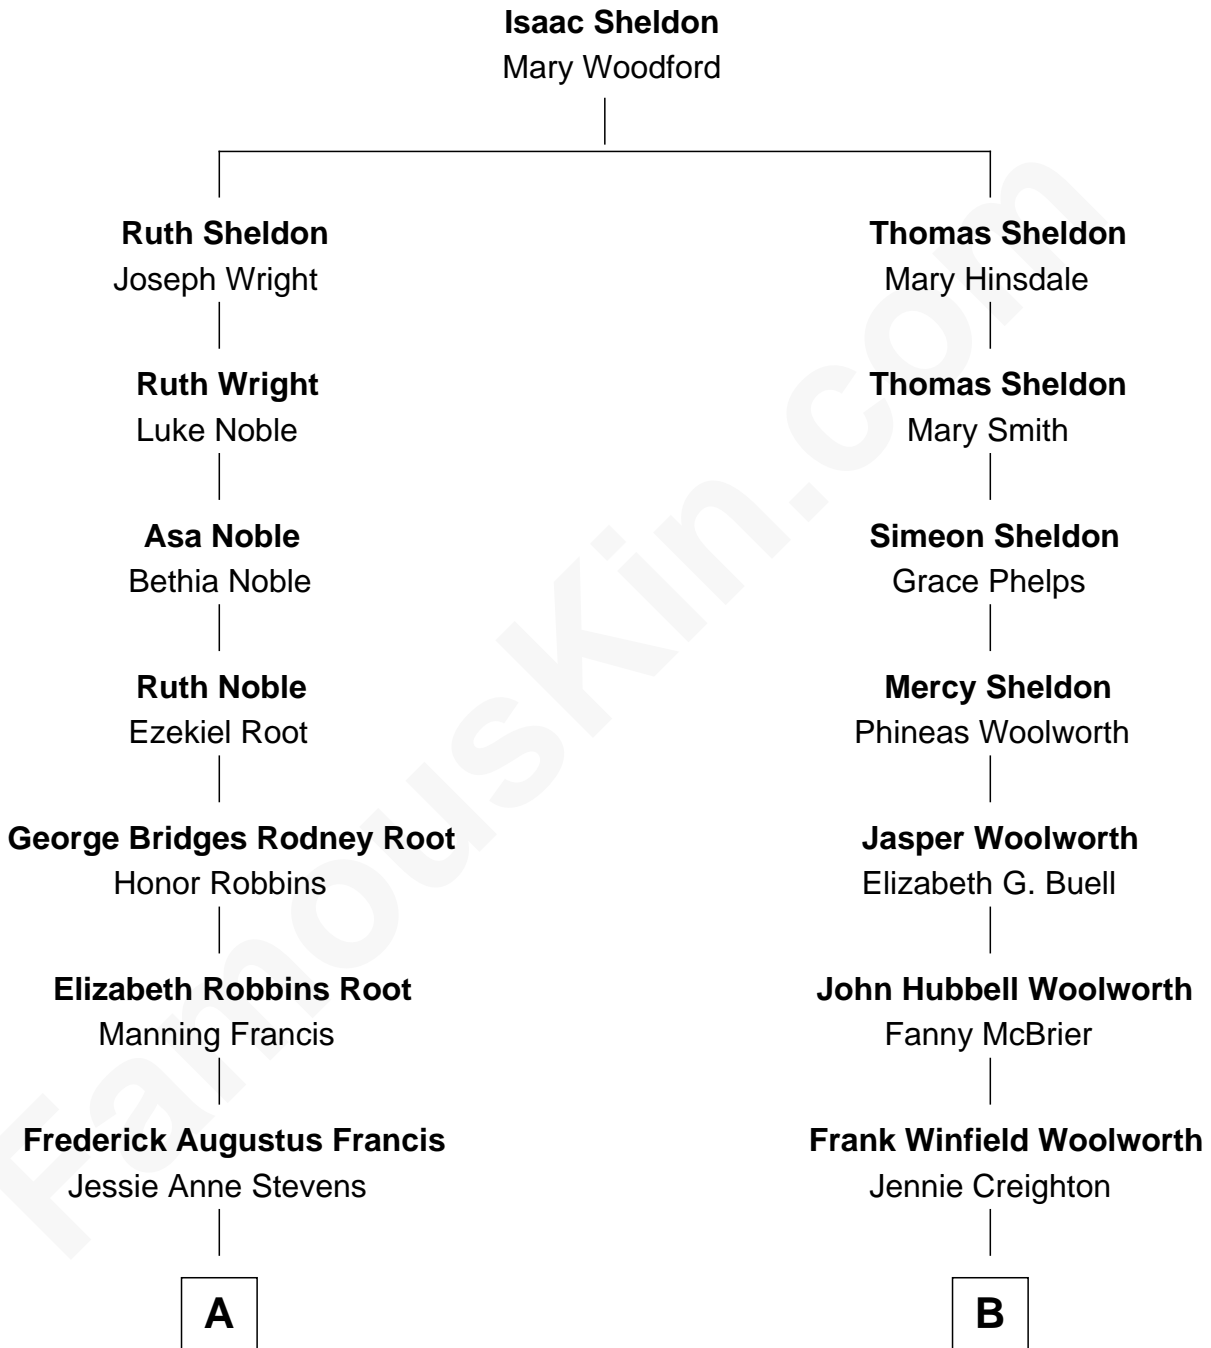 Isaac Sheldon
Mary Woodford
Ruth Sheldon
Joseph Wright
Thomas Sheldon
Mary Hinsdale
Ruth Wright
Luke Noble
Thomas Sheldon
Mary Smith
Asa Noble
Bethia Noble
Simeon Sheldon
Grace Phelps
Ruth Noble
Ezekiel Root
Mercy Sheldon
Phineas Woolworth
George Bridges Rodney Root
Honor Robbins
Jasper Woolworth
Elizabeth G. Buell
Elizabeth Robbins Root
Manning Francis
John Hubbell Woolworth
Fanny McBrier
Frederick Augustus Francis
Jessie Anne Stevens
Frank Winfield Woolworth
Jennie Creighton
A
B
FamousKin.com